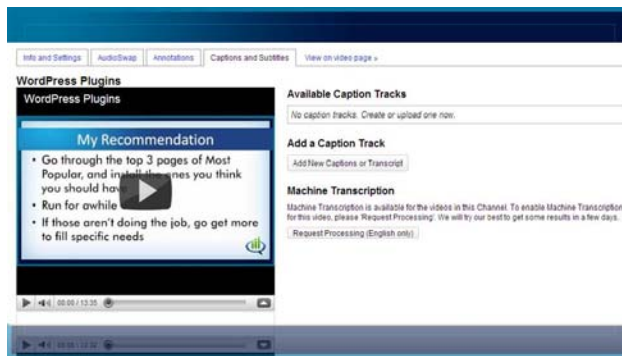 Info and Settings
AudioSwap
Annotations
Captions and Subtitles
View on video page »
WordPress Plugins
WordPress Plugins
My Recommendation
• Go through the top 3 pages of Most
Popular, and install the ones you think
you should have
• Run for awhile
• If those aren't doing the job, go get more
to fill specific needs
00:00 / 13:35
Available Caption Tracks
No caption tracks. Create or upload one now.
Add a Caption Track
Add New Captions or Transcript
Machine Transcription
Machine Transcription is available for the videos in this Channel. To enable Machine Transcription
for this video, please 'Request Processing'. We will try our best to get some results in a few days.
Request Processing (English only)